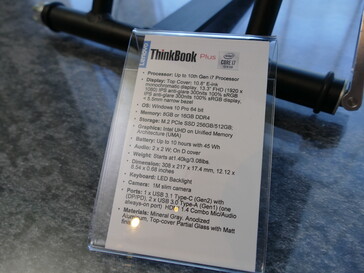 Lenovo
ThinkBook Plus
CORE i7
• Processor: Up to 10th Gen i7 Processor
• Display: Top Cover: 10.8" E-ink
monochromatic display, 13.3" FHD (1920 x
1080) IPS anti-glare 300nits 100% sRGB
IPS anti-glare 300nits 100% sRGB display,
• OS: Windows 10 Pro 64 bit
• Memory: 8GB or 16GB DDR4
• Storage: M.2 PCIe SSD 256GB/512GB;
• Graphics: Intel UHD on Unified Memory
Architecture (UMA)
• Battery: Up to 10 hours with 45 Wh
• Audio: 2 x 2 W; On D cover
• Weight: Starts at 1.40kg/3.08lbs.
• Dimension: 308 x 217 x 17.4 mm, 12.12 x
8.54 x 0.68 inches
• Keyboard: LED Backlight
• Camera: 1M slim camera
• Ports: 1 x USB 3.1 Type-C (Gen2) with
(DP/PD), 2 x USB 3.0 Type-A (Gen1) (one
always-on port) HDMI 1.4 Combo Mic/Audio
• Materials: Mineral Gray, Anodized
Aluminum, Top-cover Partial Glass with Matt